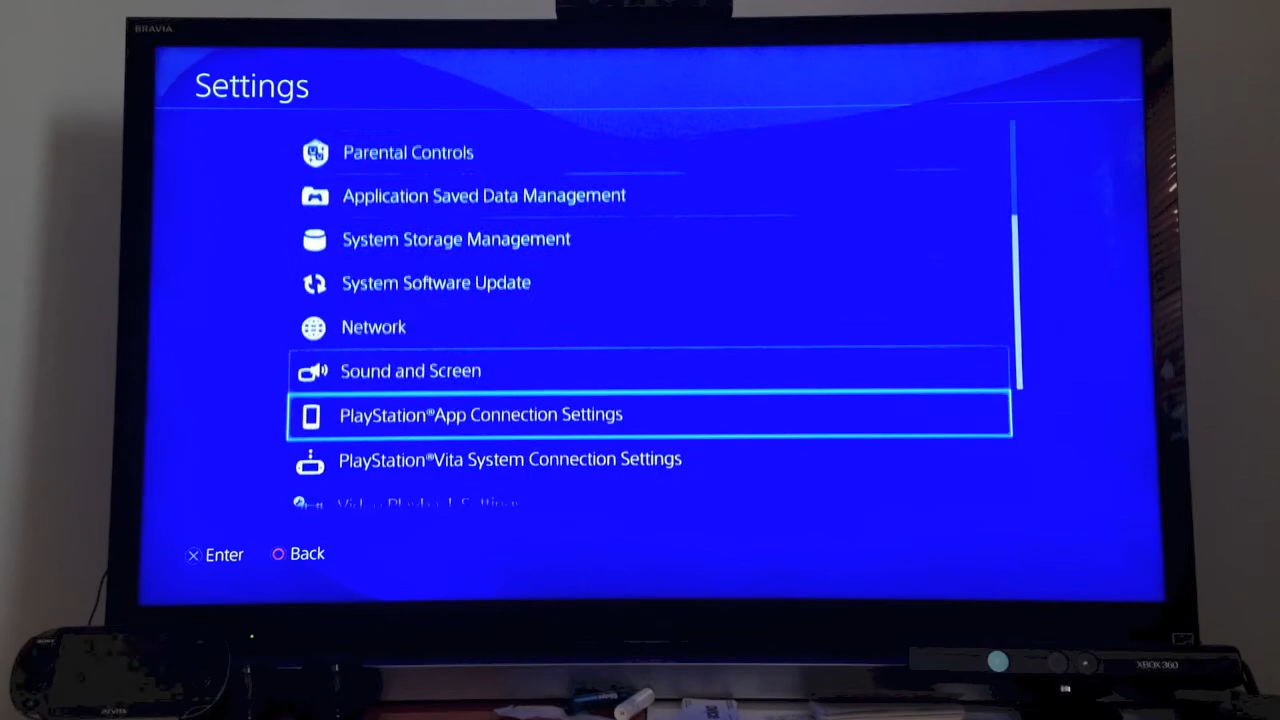 BRAVIA
Settings
Parental Controls
Application Saved Data Management
System Storage Management
System Software Update
Network
Sound and Screen
PlayStation®App Connection Settings
PlayStation®Vita System Connection Settings
Enter
Back
SONY
PSVITA
XBOX 360